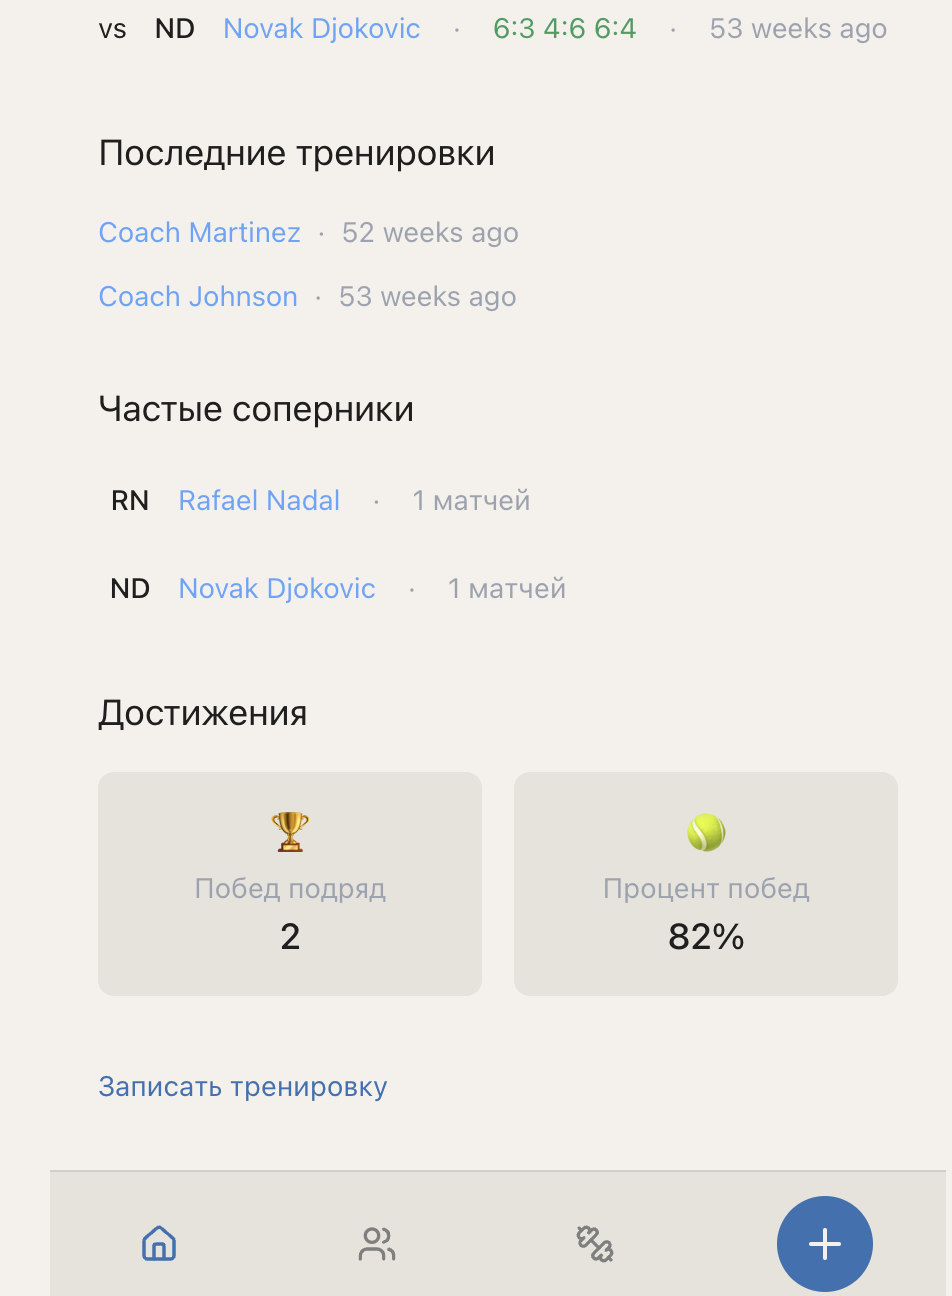 vs ND Novak Djokovic · 6:3 4:6 6:4 · 53 weeks ago
Последние тренировки
Coach Martinez · 52 weeks ago
Coach Johnson · 53 weeks ago
Частые соперники
RN Rafael Nadal · 1 матчей
ND Novak Djokovic · 1 матчей
Достижения
Побед подряд
2
Процент побед
82%
Записать тренировку